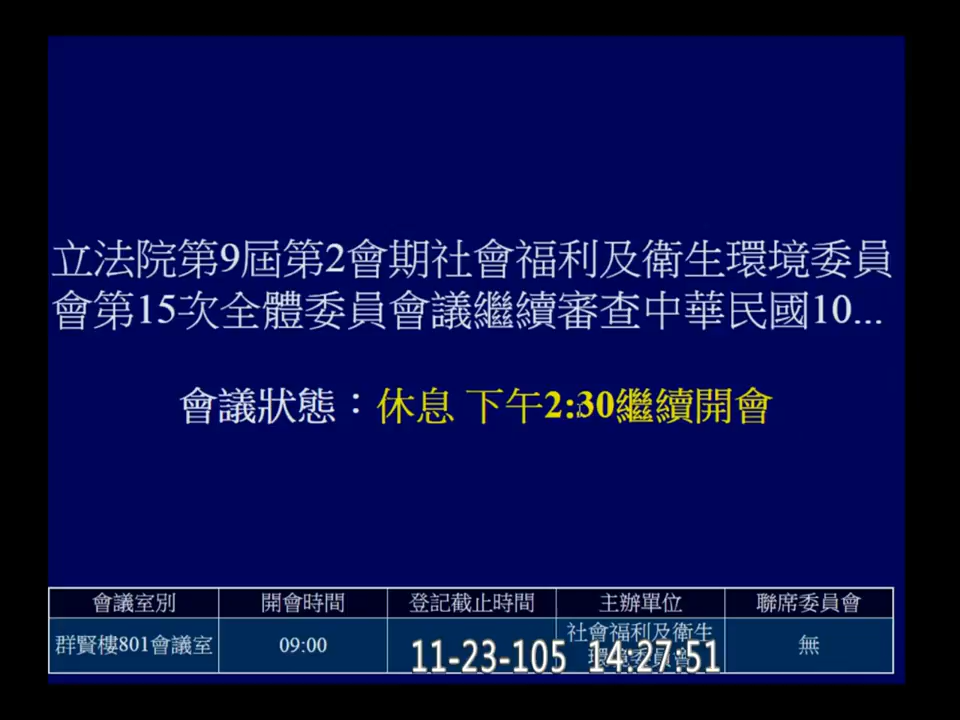 立法院第9屆第2會期社會福利及衛生環境委員
會第15次全體委員會議繼續審查中華民國10...
會議狀態：休息 下午2:30繼續開會
會議室別 開會時間 登記截止時間 主辦單位 聯席委員會
群賢樓801會議室 09:00 社會福利及衛生環境委員會 無
11-23-105 14:27:51